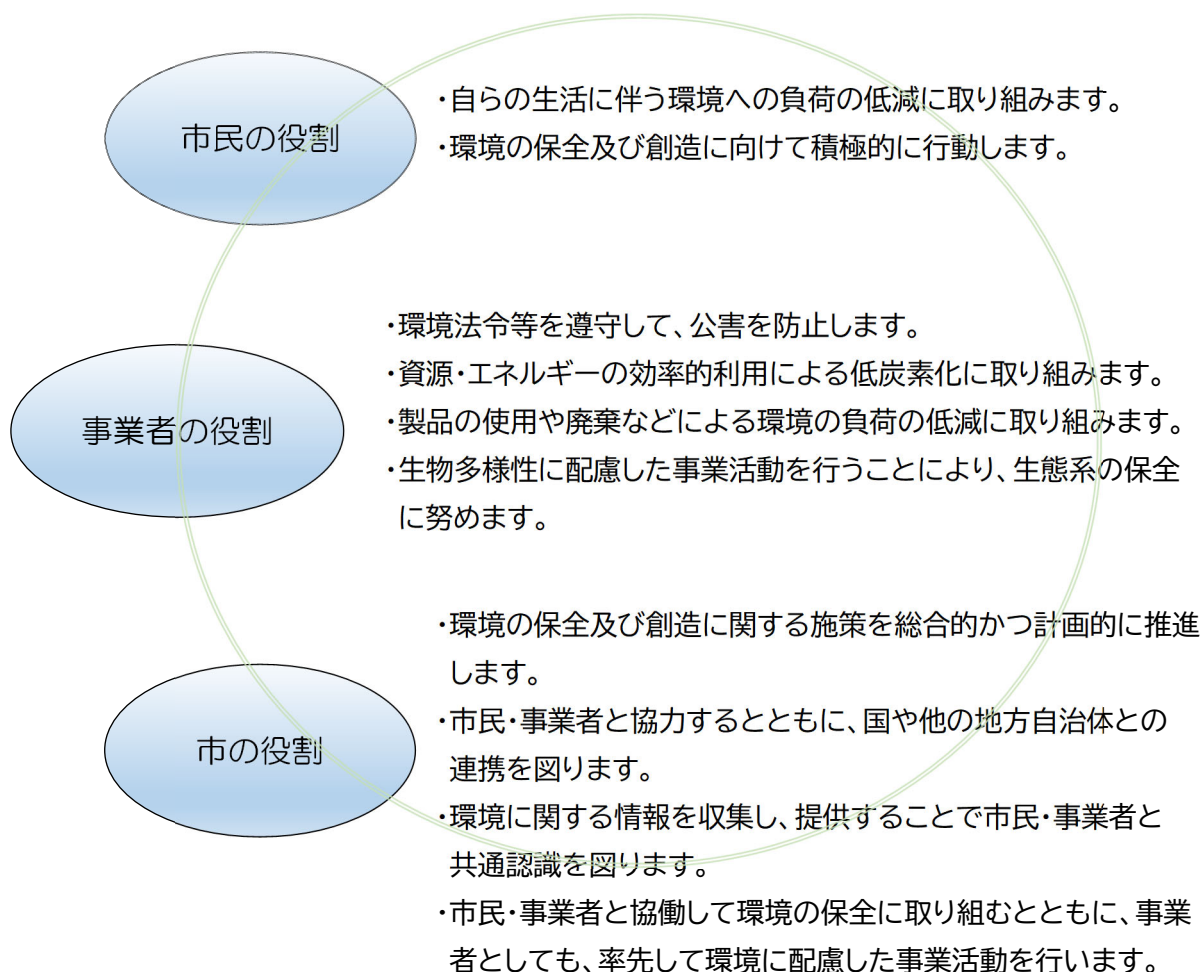 市民の役割
・自らの生活に伴う環境への負荷の低減に取り組みます。
・環境の保全及び創造に向けて積極的に行動します。
事業者の役割
・環境法令等を遵守して、公害を防止します。
・資源・エネルギーの効率的利用による低炭素化に取り組みます。
・製品の使用や廃棄などによる環境の負荷の低減に取り組みます。
・生物多様性に配慮した事業活動を行うことにより、生態系の保全
に努めます。
市の役割
・環境の保全及び創造に関する施策を総合的かつ計画的に推進
します。
・市民・事業者と協力するとともに、国や他の地方自治体との
連携を図ります。
・環境に関する情報を収集し、提供することで市民・事業者と
共通認識を図ります。
・市民・事業者と協働して環境の保全に取り組むとともに、事業
者としても、率先して環境に配慮した事業活動を行います。